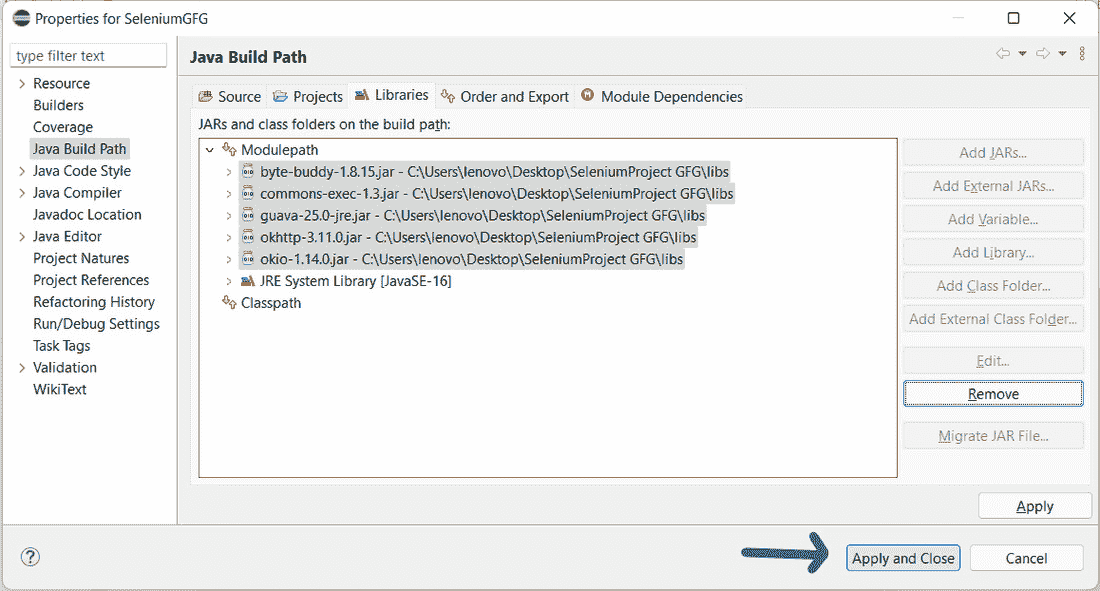 Properties for SeleniumGFG
type filter text
Resource
Builders
Coverage
Java Build Path
Java Code Style
Java Compiler
Javadoc Location
Java Editor
Project Natures
Project References
Refactoring History
Run/Debug Settings
Task Tags
Validation
WikiText
Java Build Path
Source Projects Libraries Order and Export Module Dependencies
JARs and class folders on the build path:
Modulepath
byte-buddy-1.8.15.jar - C:\Users\lenovo\Desktop\SeleniumProject GFG\libs
commons-exec-1.3.jar - C:\Users\lenovo\Desktop\SeleniumProject GFG\libs
guava-25.0-jre.jar - C:\Users\lenovo\Desktop\SeleniumProject GFG\libs
okhttp-3.11.0.jar - C:\Users\lenovo\Desktop\SeleniumProject GFG\libs
okio-1.14.0.jar - C:\Users\lenovo\Desktop\SeleniumProject GFG\libs
JRE System Library [JavaSE-16]
Classpath
Add JARs...
Add External JARs...
Add Variable...
Add Library...
Add Class Folder...
Add External Class Folder...
Edit...
Remove
Migrate JAR File...
Apply
Apply and Close
Cancel